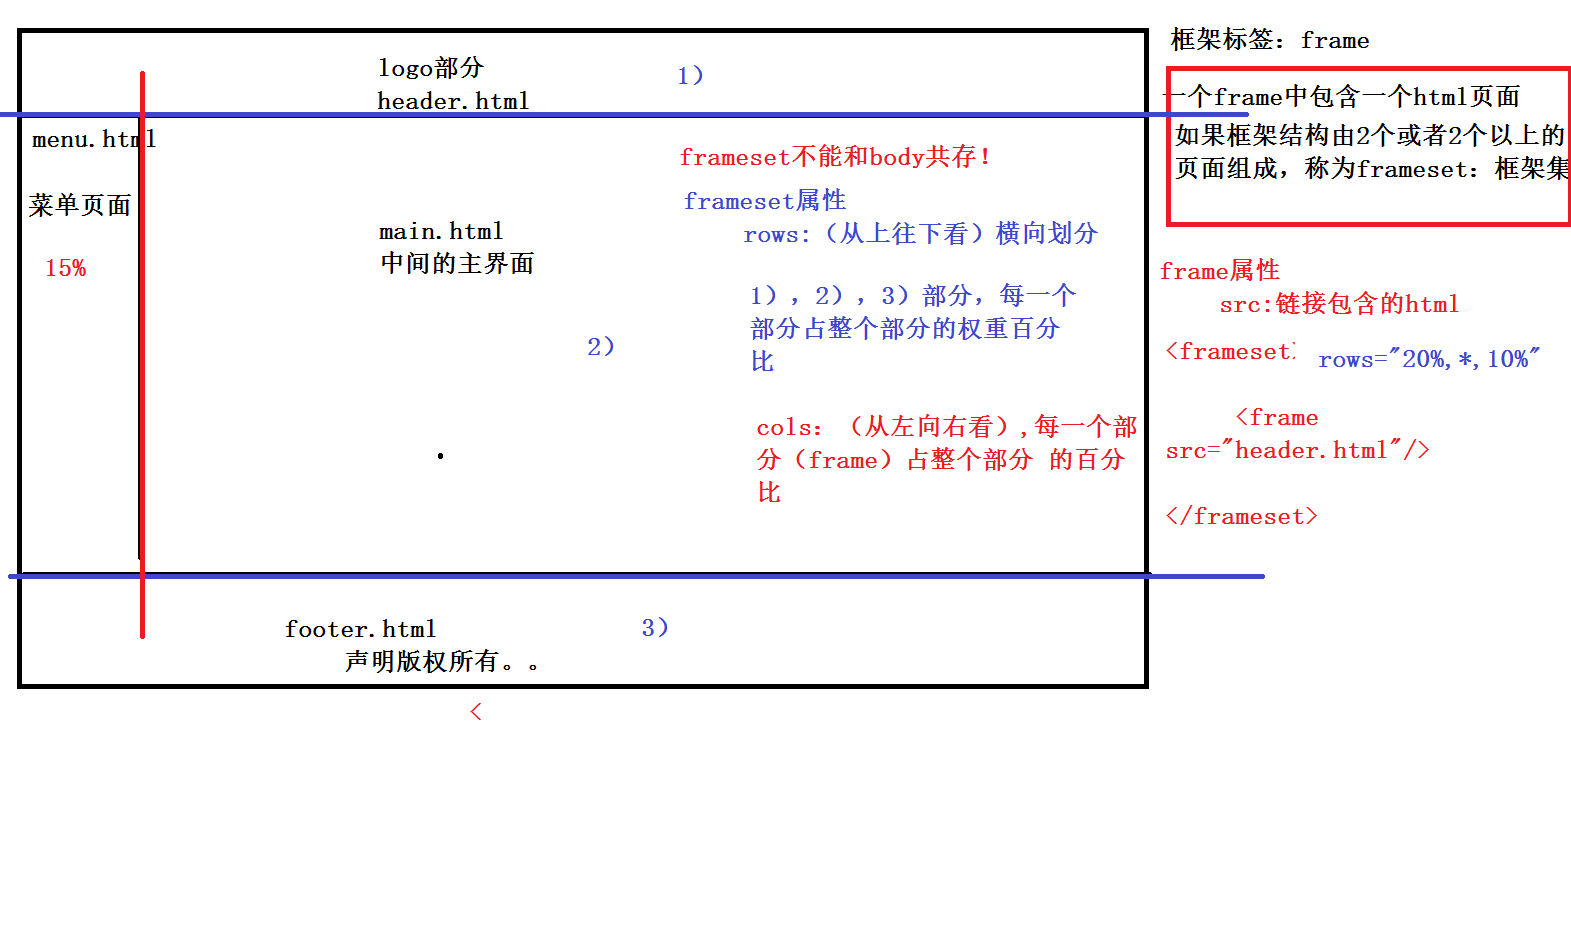 logo部分
header.html
1）
menu.html
菜单页面
15%
main.html
中间的主界面
2）
frameset不能和body共存！
frameset属性
rows:（从上往下看）横向划分
1），2），3）部分，每一个
部分占整个部分的权重百分
比
cols：（从左向右看）,每一个部
分（frame）占整个部分 的百分
比
footer.html
声明版权所有。。
3）
<
框架标签：frame
一个frame中包含一个html页面
如果框架结构由2个或者2个以上的
页面组成，称为frameset：框架集
frame属性
src:链接包含的html
<frameset rows="20%,*,10%"
<frame
src="header.html"/>
</frameset>